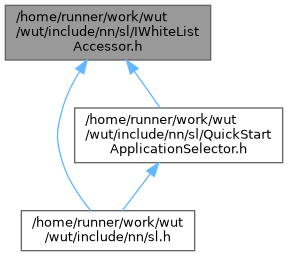 /home/runner/work/wut
/wut/include/nn/sl/IWhiteList
Accessor.h
/home/runner/work/wut
/wut/include/nn/sl/QuickStart
ApplicationSelector.h
/home/runner/work/wut
/wut/include/nn/sl.h